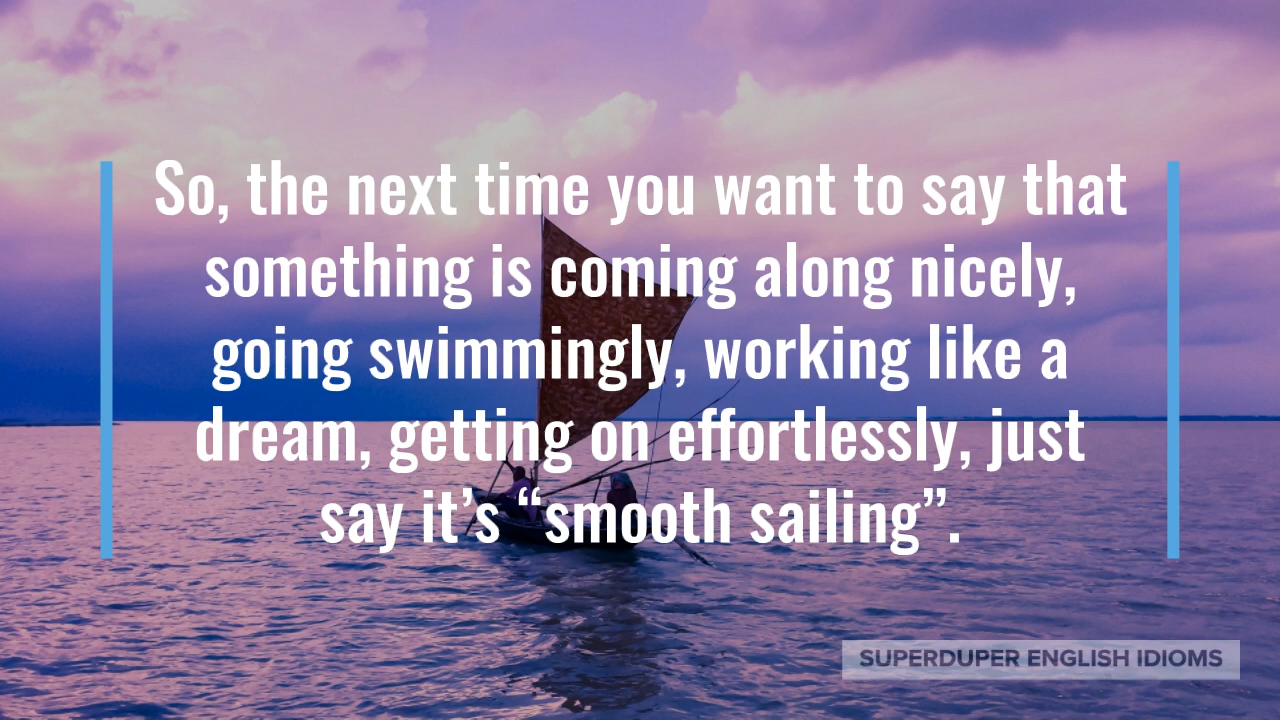 So, the next time you want to say that
something is coming along nicely,
going swimmingly, working like a
dream, getting on effortlessly, just
say it’s “smooth sailing”.
SUPERDUPER ENGLISH IDIOMS